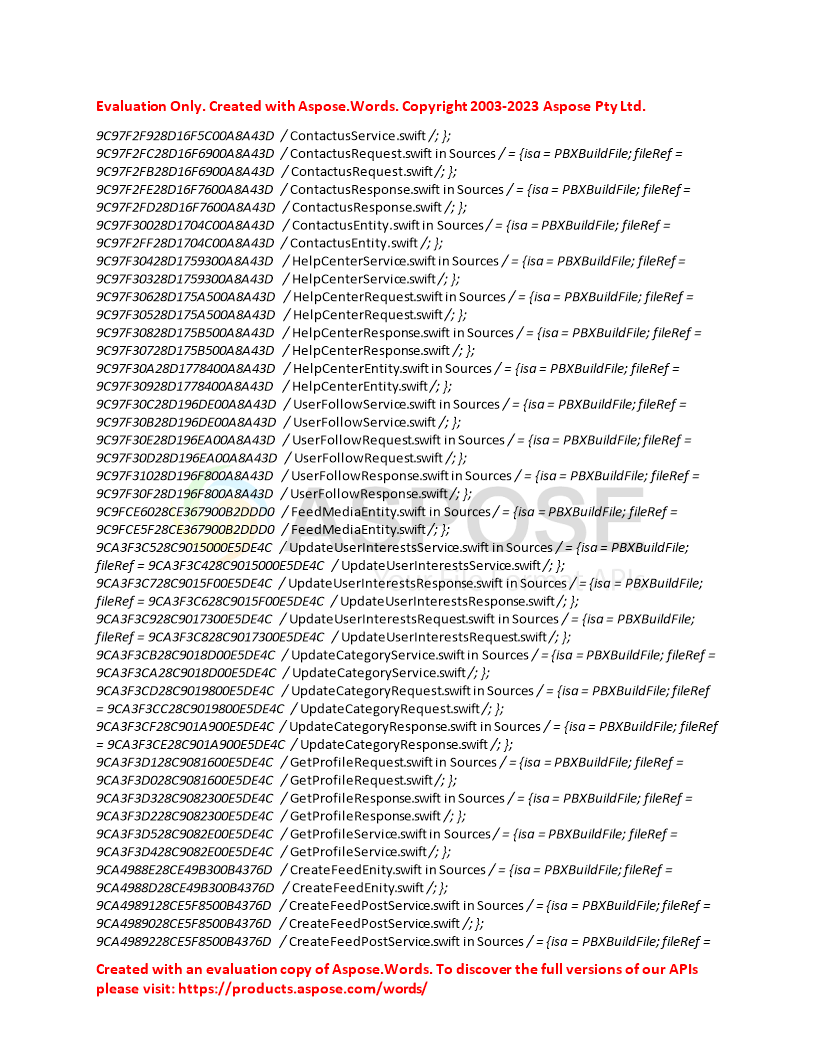 Evaluation Only. Created with Aspose.Words. Copyright 2003-2023 Aspose Pty Ltd.
9C97F2F928D16F5C00A8A43D / ContactusService.swift /; };
9C97F2FC28D16F6900A8A43D / ContactusRequest.swift in Sources / = {isa = PBXBuildFile; fileRef =
9C97F2FB28D16F6900A8A43D / ContactusRequest.swift /; };
9C97F2FE28D16F7600A8A43D / ContactusResponse.swift in Sources / = {isa = PBXBuildFile; fileRef =
9C97F2FD28D16F7600A8A43D / ContactusResponse.swift /; };
9C97F30028D1704C00A8A43D / ContactusEntity.swift in Sources / = {isa = PBXBuildFile; fileRef =
9C97F2FF28D1704C00A8A43D / ContactusEntity.swift /; };
9C97F30428D1759300A8A43D / HelpCenterService.swift in Sources / = {isa = PBXBuildFile; fileRef =
9C97F30328D1759300A8A43D / HelpCenterService.swift /; };
9C97F30628D175A500A8A43D / HelpCenterRequest.swift in Sources / = {isa = PBXBuildFile; fileRef =
9C97F30528D175A500A8A43D / HelpCenterRequest.swift /; };
9C97F30828D175B500A8A43D / HelpCenterResponse.swift in Sources / = {isa = PBXBuildFile; fileRef =
9C97F30728D175B500A8A43D / HelpCenterResponse.swift /; };
9C97F30A28D1778400A8A43D / HelpCenterEntity.swift in Sources / = {isa = PBXBuildFile; fileRef =
9C97F30928D1778400A8A43D / HelpCenterEntity.swift /; };
9C97F30C28D196DE00A8A43D / UserFollowService.swift in Sources / = {isa = PBXBuildFile; fileRef =
9C97F30B28D196DE00A8A43D / UserFollowService.swift /; };
9C97F30E28D196EA00A8A43D / UserFollowRequest.swift in Sources / = {isa = PBXBuildFile; fileRef =
9C97F30D28D196EA00A8A43D / UserFollowRequest.swift /; };
9C97F31028D196F800A8A43D / UserFollowResponse.swift in Sources / = {isa = PBXBuildFile; fileRef =
9C97F30F28D196F800A8A43D / UserFollowResponse.swift /; };
9C9FCE6028CE367900B2DDD0 / FeedMediaEntity.swift in Sources / = {isa = PBXBuildFile; fileRef =
9C9FCE5F28CE367900B2DDD0 / FeedMediaEntity.swift /; };
9CA3F3C528C9015000E5DE4C / UpdateUserInterestsService.swift in Sources / = {isa = PBXBuildFile;
fileRef = 9CA3F3C428C9015000E5DE4C / UpdateUserInterestsService.swift /; };
9CA3F3C728C9015F00E5DE4C / UpdateUserInterestsResponse.swift in Sources / = {isa = PBXBuildFile;
fileRef = 9CA3F3C628C9015F00E5DE4C / UpdateUserInterestsResponse.swift /; };
9CA3F3C928C9017300E5DE4C / UpdateUserInterestsRequest.swift in Sources / = {isa = PBXBuildFile;
fileRef = 9CA3F3C828C9017300E5DE4C / UpdateUserInterestsRequest.swift /; };
9CA3F3CB28C9018D00E5DE4C / UpdateCategoryService.swift in Sources / = {isa = PBXBuildFile; fileRef =
9CA3F3CA28C9018D00E5DE4C / UpdateCategoryService.swift /; };
9CA3F3CD28C9019800E5DE4C / UpdateCategoryRequest.swift in Sources / = {isa = PBXBuildFile; fileRef
= 9CA3F3CC28C9019800E5DE4C / UpdateCategoryRequest.swift /; };
9CA3F3CF28C901A900E5DE4C / UpdateCategoryResponse.swift in Sources / = {isa = PBXBuildFile; fileRef
= 9CA3F3CE28C901A900E5DE4C / UpdateCategoryResponse.swift /; };
9CA3F3D128C9081600E5DE4C / GetProfileRequest.swift in Sources / = {isa = PBXBuildFile; fileRef =
9CA3F3D028C9081600E5DE4C / GetProfileRequest.swift /; };
9CA3F3D328C9082300E5DE4C / GetProfileResponse.swift in Sources / = {isa = PBXBuildFile; fileRef =
9CA3F3D228C9082300E5DE4C / GetProfileResponse.swift /; };
9CA3F3D528C9082E00E5DE4C / GetProfileService.swift in Sources / = {isa = PBXBuildFile; fileRef =
9CA3F3D428C9082E00E5DE4C / GetProfileService.swift /; };
9CA4988E28CE49B300B4376D / CreateFeedEnity.swift in Sources / = {isa = PBXBuildFile; fileRef =
9CA4988D28CE49B300B4376D / CreateFeedEnity.swift /; };
9CA4989128CE5F8500B4376D / CreateFeedPostService.swift in Sources / = {isa = PBXBuildFile; fileRef =
9CA4989028CE5F8500B4376D / CreateFeedPostService.swift /; };
9CA4989228CE5F8500B4376D / CreateFeedPostService.swift in Sources / = {isa = PBXBuildFile; fileRef =
Created with an evaluation copy of Aspose.Words. To discover the full versions of our APIs
please visit: https://products.aspose.com/words/
ASPOSE